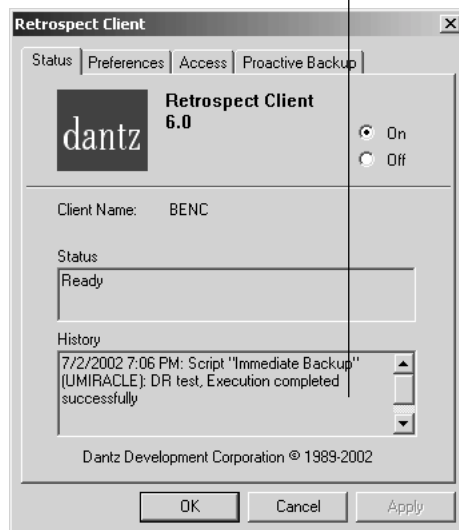 Retrospect Client
Status
Preferences
Access
Proactive Backup
dantz
Retrospect Client
6.0
On
Off
Client Name: BENC
Status
Ready
History
7/2/2002 7:06 PM: Script "Immediate Backup"
(UMIRACLE): DR test, Execution completed
successfully
Dantz Development Corporation © 1989-2002
OK
Cancel
Apply